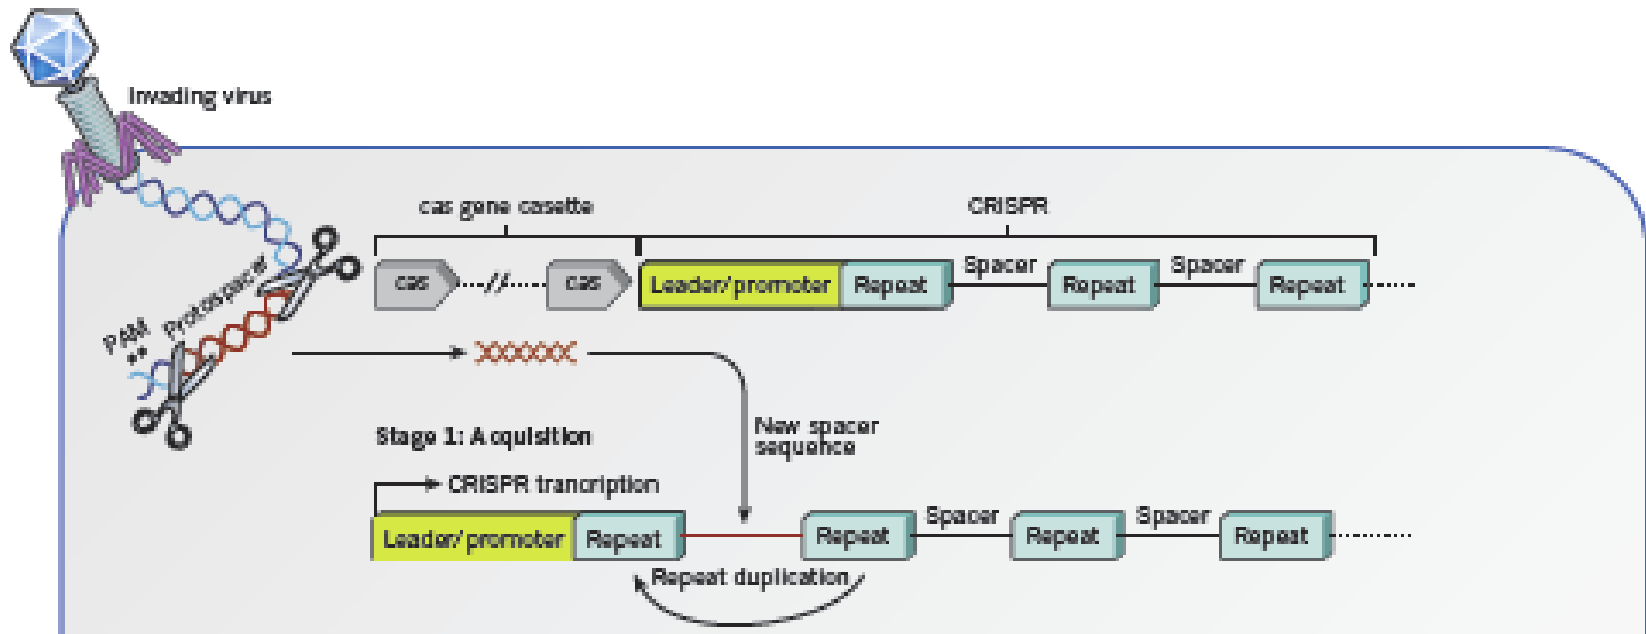 Invading virus
cas gene casette
CRISPR
Protospacer
PAM
cas
//
cas
Leader/promoter
Repeat
Spacer
Repeat
Spacer
Repeat
Stage 1: Acquisition
New spacer
sequence
CRISPR trancription
Leader/promoter
Repeat
Repeat
Spacer
Repeat
Spacer
Repeat
Repeat duplication